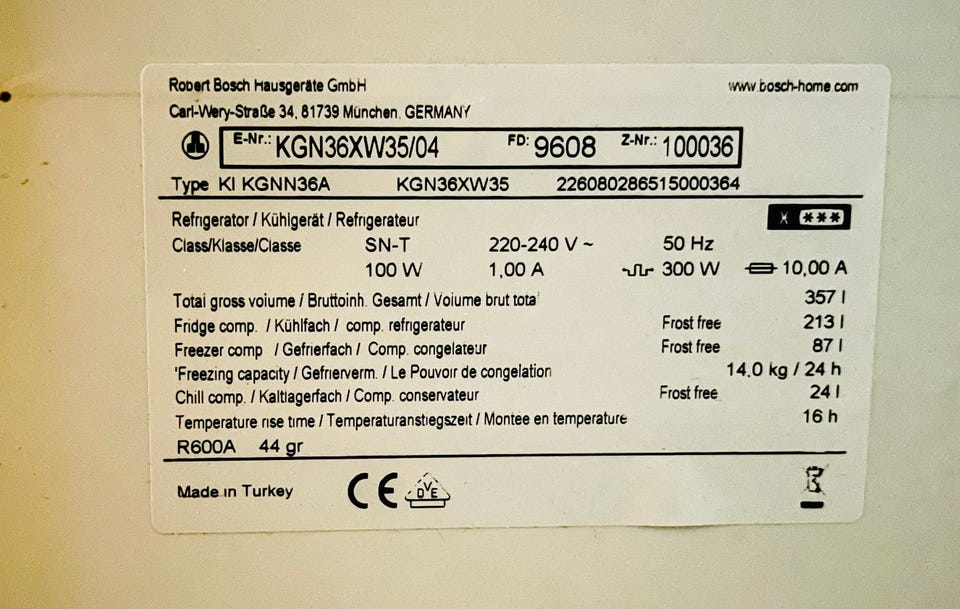 Robert Bosch Hausgeräte GmbH www.bosch-home.com
Carl-Wery-Straße 34, 81739 München, GERMANY
E-Nr.: KGN36XW35/04 FD: 9608 Z-Nr.: 100036
Type KI KGNN36A KGN36XW35 226080286515000364
Refrigerator / Kühlgerät / Refrigerateur
Class/Klasse/Classe SN-T 220-240 V ~ 50 Hz
100 W 1,00 A 300 W 10,00 A
Total gross volume / Bruttoinh. Gesamt / Volume brut total 357 l
Fridge comp. / Kühlfach / comp. refrigerateur Frost free 213 l
Freezer comp / Gefrierfach / Comp. congelateur Frost free 87 l
'Freezing capacity / Gefrierverm. / Le Pouvoir de congelation 14.0 kg / 24 h
Chill comp. / Kaltlagerfach / Comp. conservateur Frost free 24 l
Temperature rise time / Temperaturanstiegszeit / Montée en temperature 16 h
R600A 44 gr
Made in Turkey CE DVE